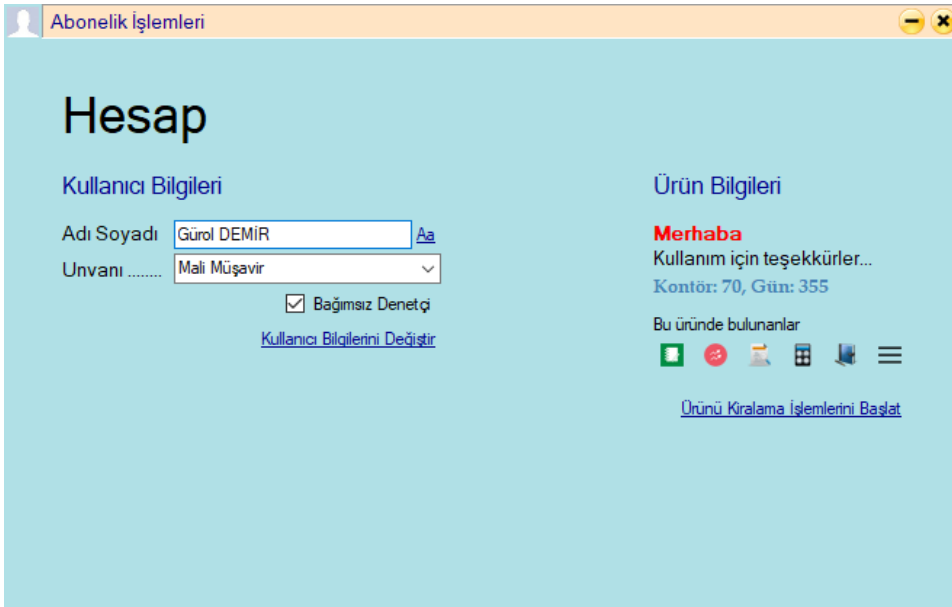 Abonelik İşlemleri
Hesap
Kullanıcı Bilgileri
Adı Soyadı Gürol DEMİR Aa
Unvanı ........ Mali Müşavir
Bağımsız Denetçi
Kullanıcı Bilgilerini Değiştir
Ürün Bilgileri
Merhaba
Kullanım için teşekkürler...
Kontör: 70, Gün: 355
Bu üründe bulunanlar
Ürünü Kiralama İşlemlerini Başlat